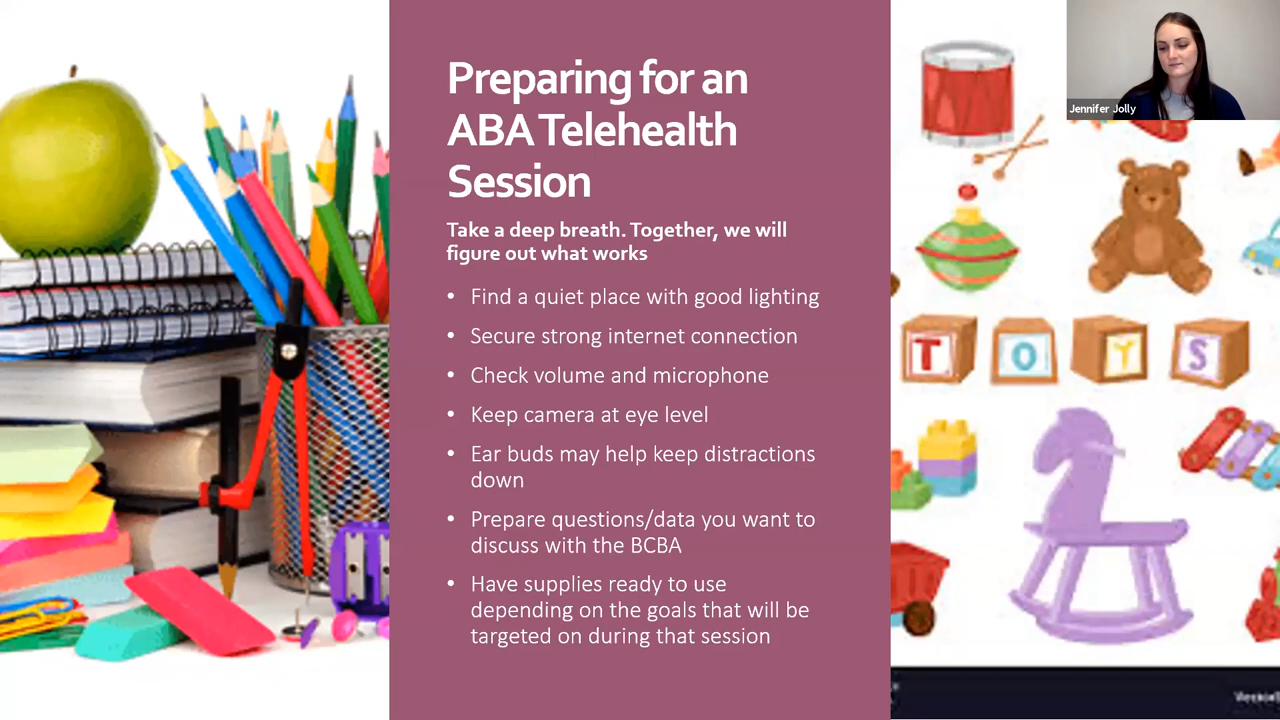 Preparing for an
ABA Telehealth
Session
Take a deep breath. Together, we will
figure out what works
• Find a quiet place with good lighting
• Secure strong internet connection
• Check volume and microphone
• Keep camera at eye level
• Ear buds may help keep distractions
down
• Prepare questions/data you want to
discuss with the BCBA
• Have supplies ready to use
depending on the goals that will be
targeted on during that session
Jennifer Jolly
T O Y S